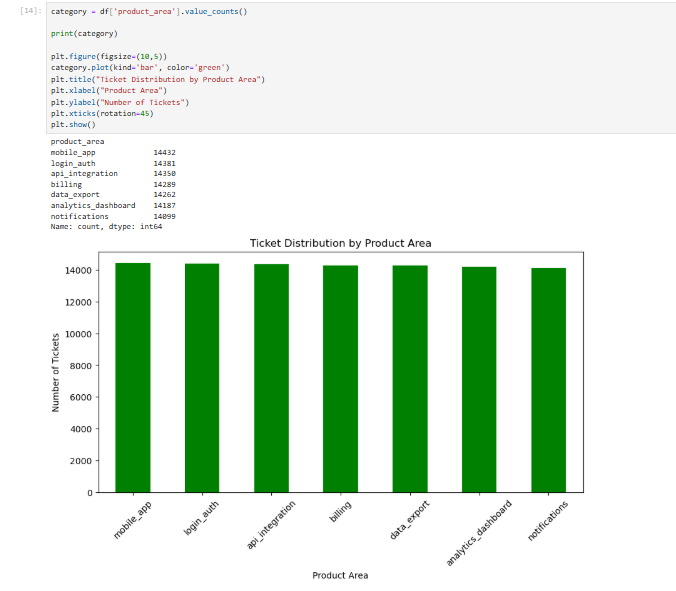 [14]: category = df['product_area'].value_counts()
print(category)
plt.figure(figsize=(10,5))
category.plot(kind='bar', color='green')
plt.title("Ticket Distribution by Product Area")
plt.xlabel("Product Area")
plt.ylabel("Number of Tickets")
plt.xticks(rotation=45)
plt.show()
product_area
mobile_app 14432
login_auth 14381
api_integration 14350
billing 14289
data_export 14262
analytics_dashboard 14187
notifications 14099
Name: count, dtype: int64
Ticket Distribution by Product Area
14000
12000
10000
8000
6000
4000
2000
0
Number of Tickets
mobile_app
login_auth
api_integration
billing
data_export
analytics_dashboard
notifications
Product Area